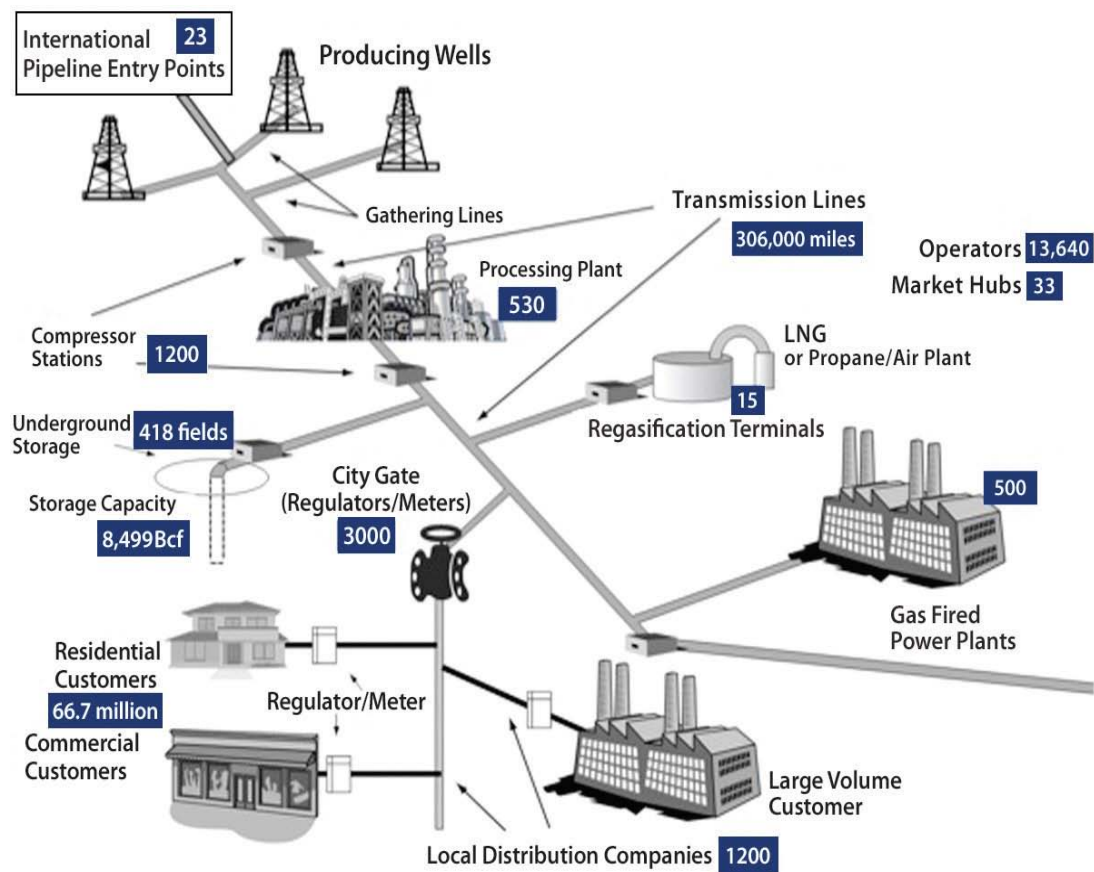 International 23
Pipeline Entry Points
Producing Wells
Gathering Lines
Transmission Lines
306,000 miles
Operators 13,640
Market Hubs 33
Processing Plant
530
Compressor
Stations 1200
LNG
or Propane/Air Plant
15
Regasification Terminals
Underground
Storage
418 fields
Storage Capacity
8,499Bcf
City Gate
(Regulators/Meters)
3000
500
Gas Fired
Power Plants
Residential
Customers
66.7 million
Commercial
Customers
Regulator/Meter
Large Volume
Customer
Local Distribution Companies 1200